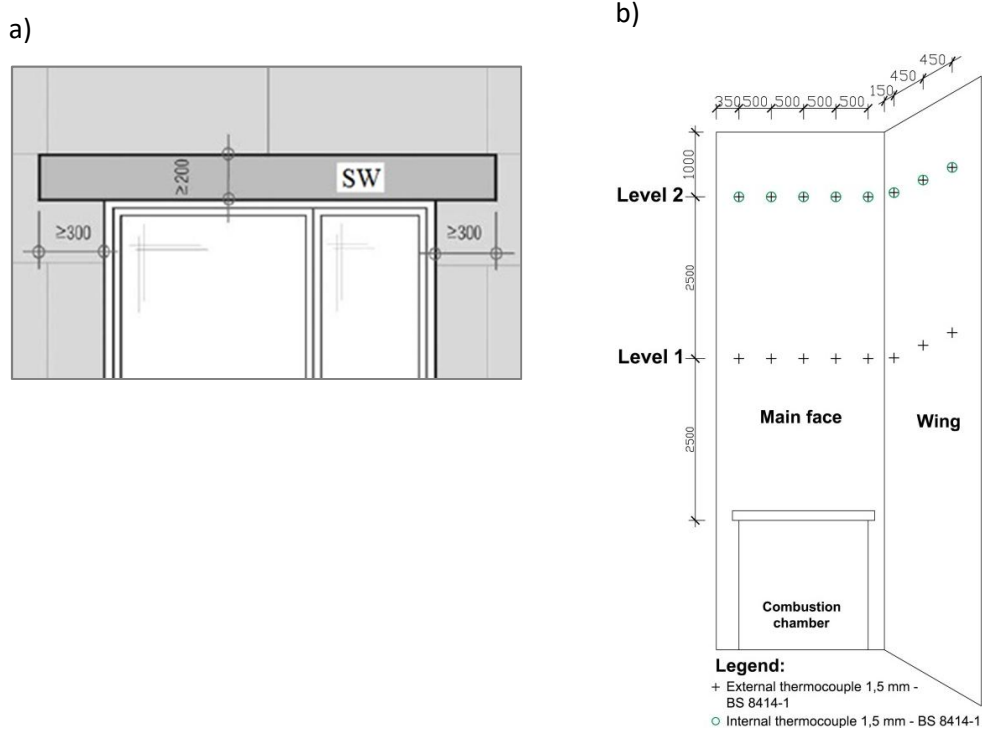 a)
≥200
SW
≥300
≥300
b)
450
450
150
350 500 500 500 500
1000
Level 2
2500
Level 1
Main face
Wing
2500
Combustion
chamber
Legend:
+ External thermocouple 1,5 mm -
BS 8414-1
o Internal thermocouple 1,5 mm - BS 8414-1